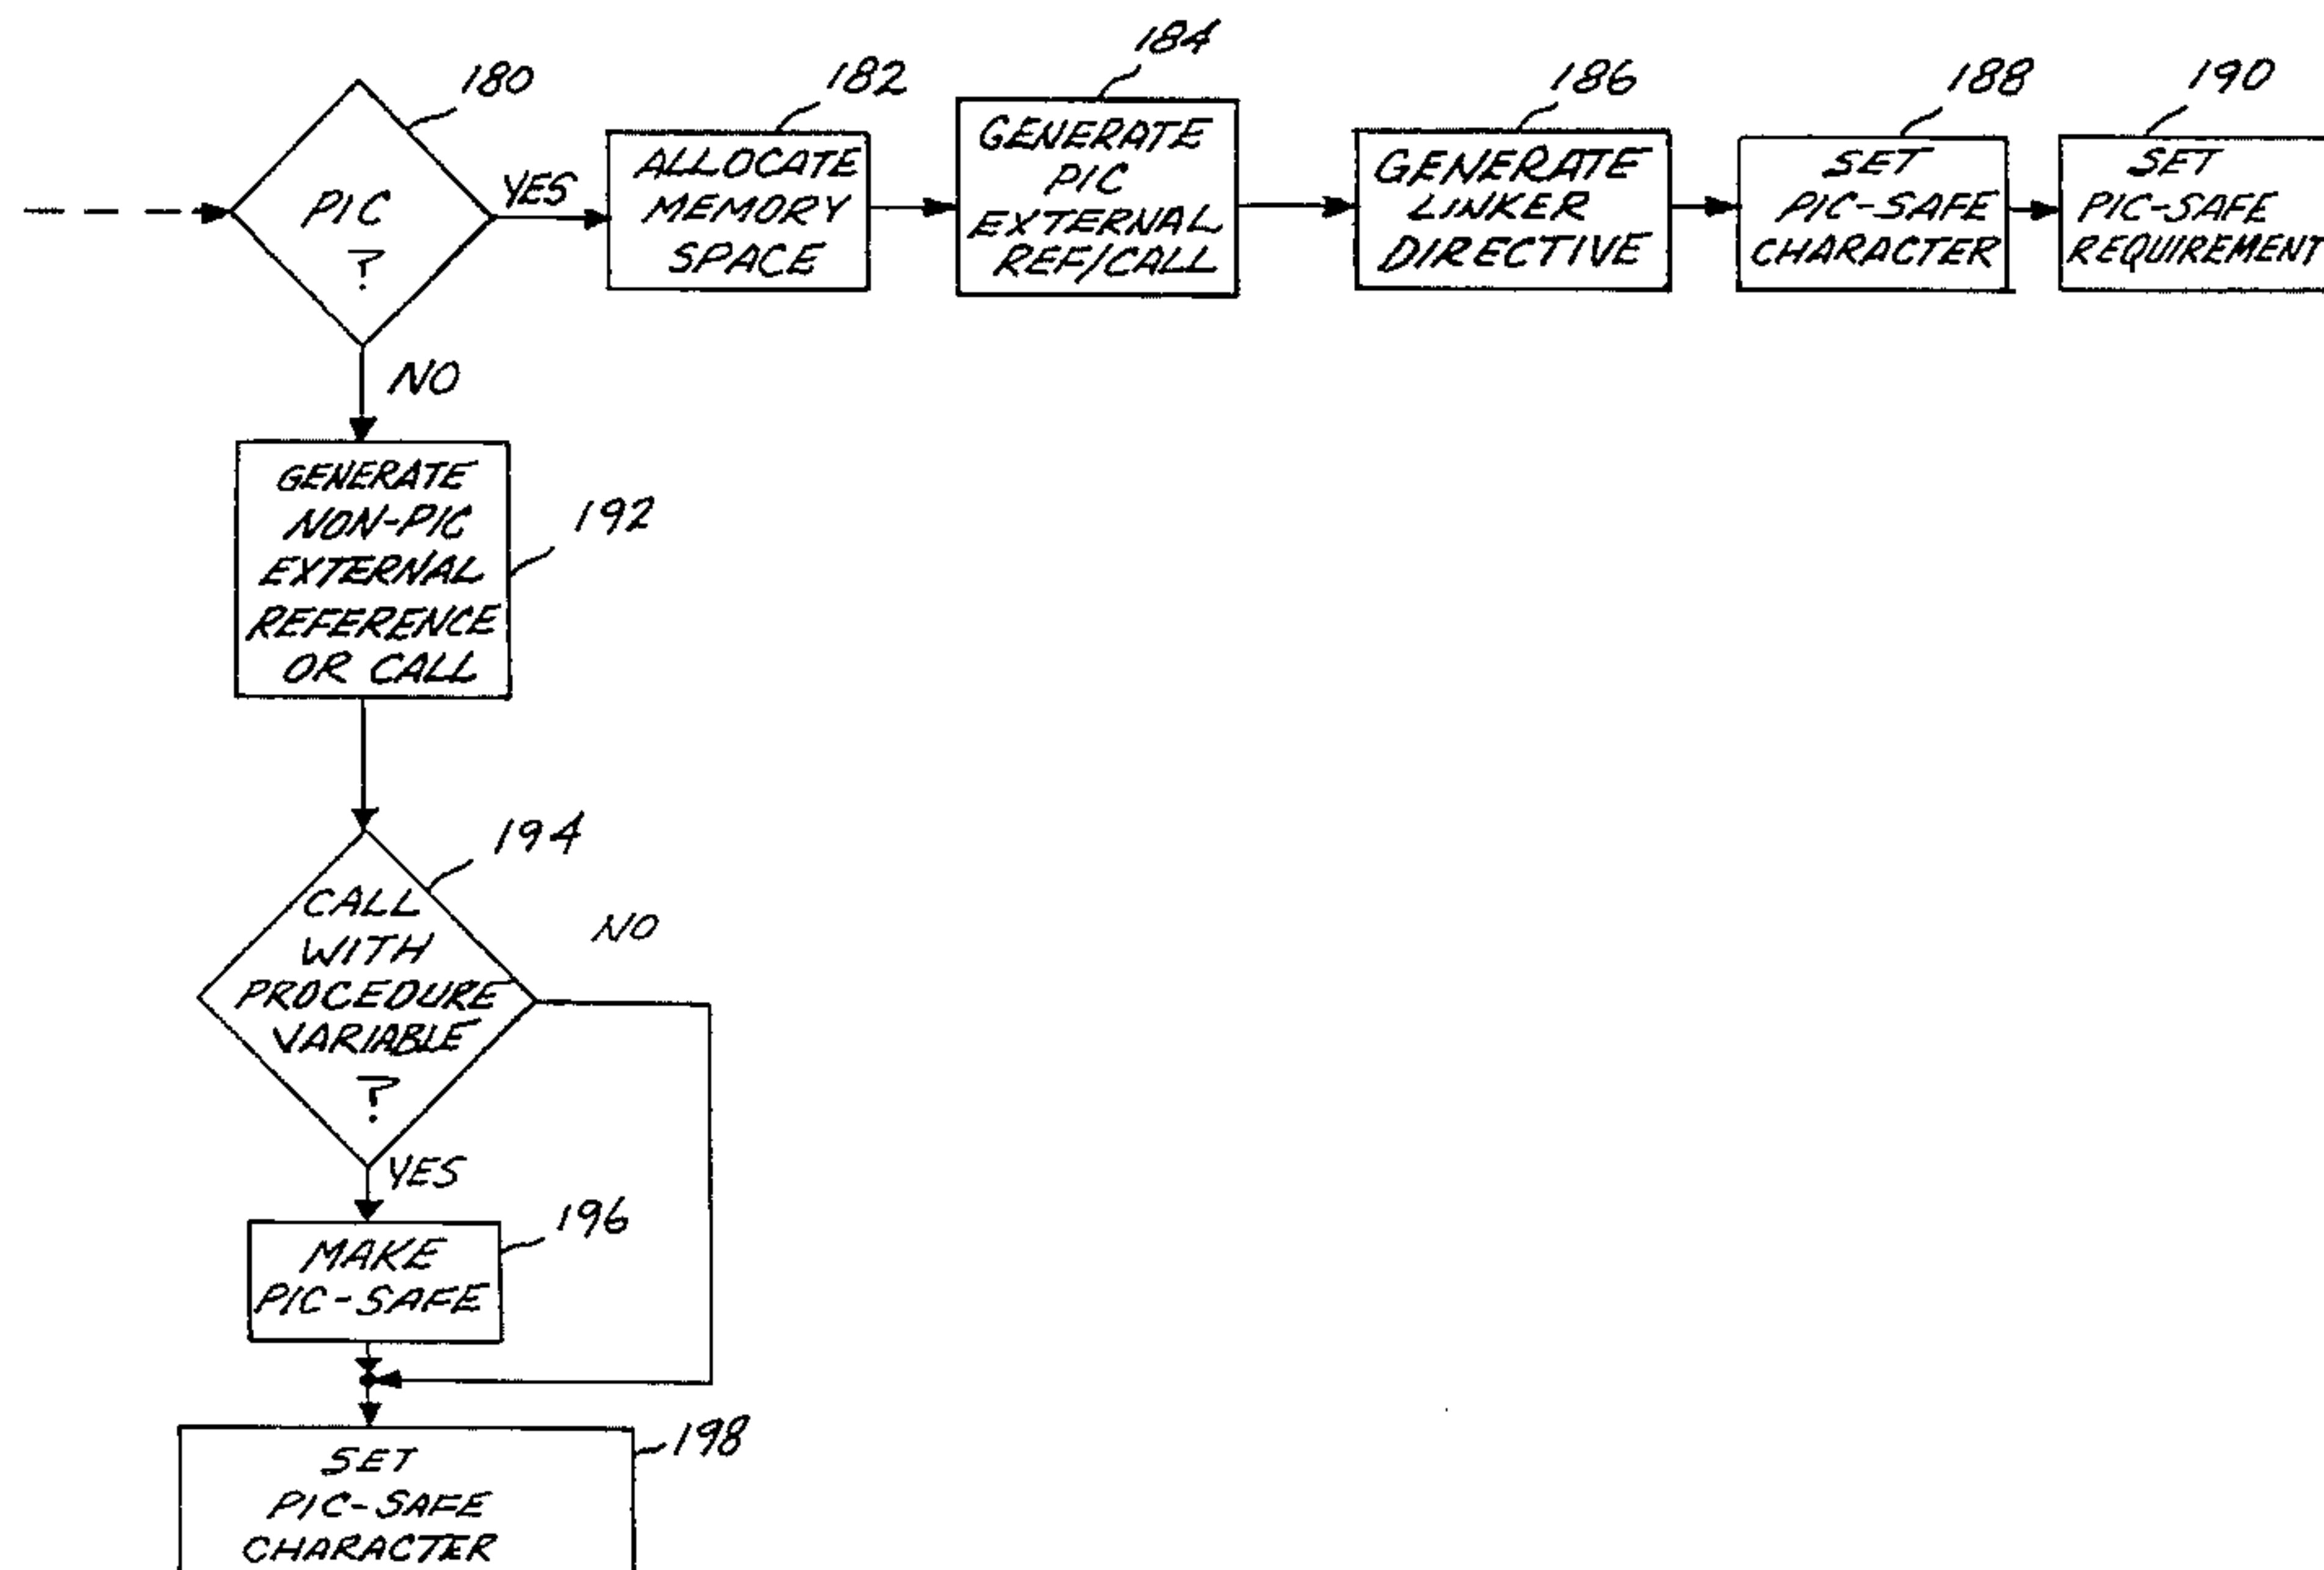 180
PIC
?
YES
NO
182
ALLOCATE
MEMORY
SPACE
184
GENERATE
PIC
EXTERNAL
REF/CALL
186
GENERATE
LINKER
DIRECTIVE
188
SET
PIC-SAFE
CHARACTER
190
SET
PIC-SAFE
REQUIREMENT
GENERATE
NON-PIC
EXTERNAL
REFERENCE
OR CALL
192
194
CALL
WITH
PROCEDURE
VARIABLE
?
NO
YES
196
MAKE
PIC-SAFE
198
SET
PIC-SAFE
CHARACTER